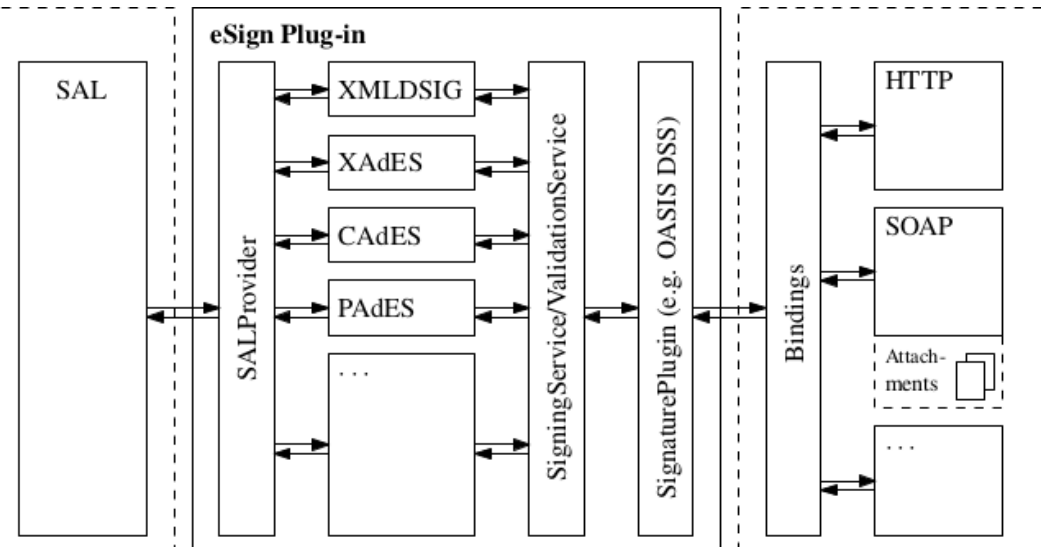 eSign Plug-in
SAL
SALProvider
XMLDSIG
XAdES
CAdES
PAdES
. . .
SigningService/ValidationService
SignaturePlugin (e.g. OASIS DSS)
Bindings
HTTP
SOAP
Attach-
ments
. . .